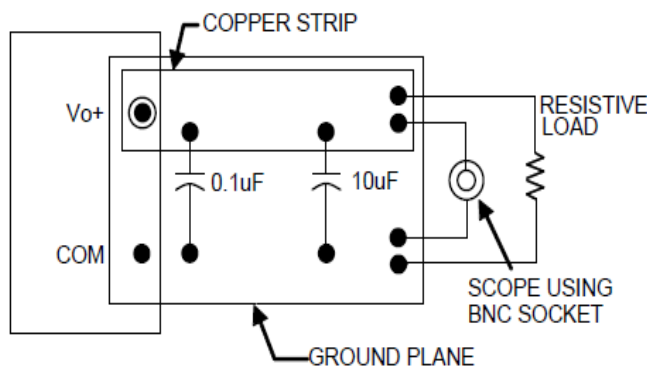 COPPER STRIP
Vo+
RESISTIVE
LOAD
0.1uF
10uF
COM
SCOPE USING
BNC SOCKET
GROUND PLANE